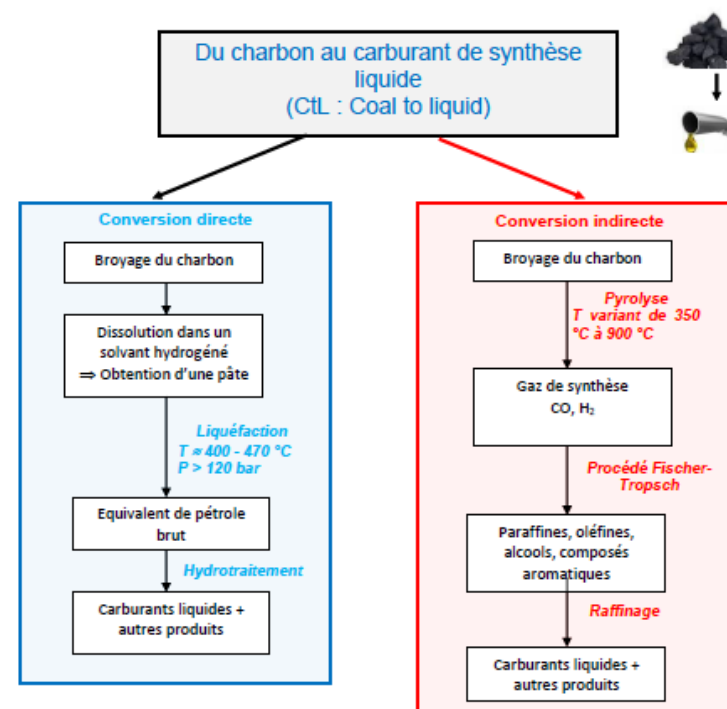 Du charbon au carburant de synthèse
liquide
(CtL : Coal to liquid)
Conversion directe
Broyage du charbon
Dissolution dans un
solvant hydrogéné
⇒ Obtention d'une pâte
Liquéfaction
T ≈ 400 - 470 °C
P > 120 bar
Equivalent de pétrole
brut
Hydrotraitement
Carburants liquides +
autres produits
Conversion indirecte
Broyage du charbon
Pyrolyse
T variant de 350
°C à 900 °C
Gaz de synthèse
CO, H₂
Procédé Fischer-
Tropsch
Paraffines, oléfines,
alcools, composés
aromatiques
Raffinage
Carburants liquides +
autres produits